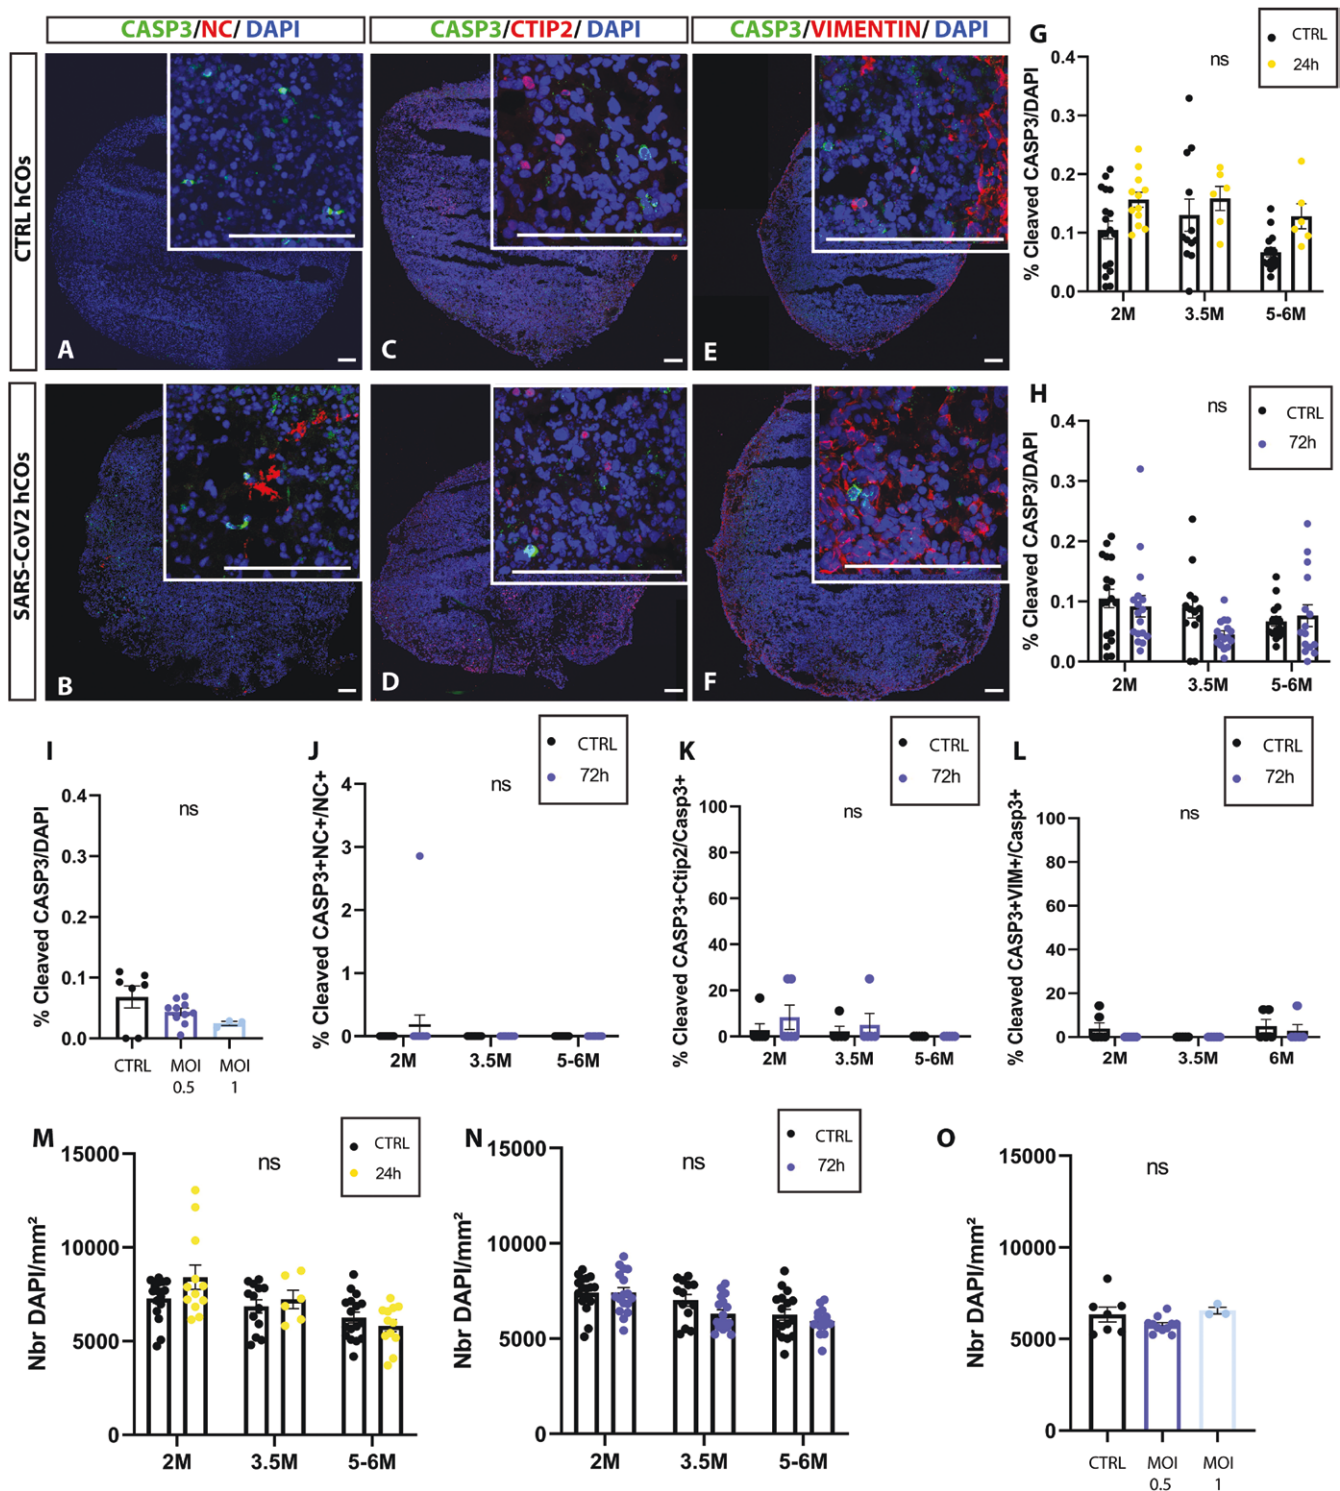 CASP3/NC/ DAPI
CASP3/CTIP2/ DAPI
CASP3/VIMENTIN/ DAPI
CTRL hCOs
A
C
E
SARS-CoV2 hCOs
B
D
F
G
CTRL
24h
ns
% Cleaved CASP3/DAPI
0.4
0.3
0.2
0.1
0.0
2M
3.5M
5-6M
H
CTRL
72h
ns
% Cleaved CASP3/DAPI
0.4
0.3
0.2
0.1
0.0
2M
3.5M
5-6M
I
ns
% Cleaved CASP3/DAPI
0.4
0.3
0.2
0.1
0.0
CTRL
MOI
0.5
MOI
1
J
CTRL
72h
ns
% Cleaved CASP3+NC+/NC+
4
3
2
1
0
2M
3.5M
5-6M
K
CTRL
72h
ns
% Cleaved CASP3+Ctip2/Casp3+
100
80
60
40
20
0
2M
3.5M
5-6M
L
CTRL
72h
ns
% Cleaved CASP3+VIM+/Casp3+
100
80
60
40
20
0
2M
3.5M
6M
M
CTRL
24h
ns
Nbr DAPI/mm²
15000
10000
5000
0
2M
3.5M
5-6M
N
CTRL
72h
ns
Nbr DAPI/mm²
15000
10000
5000
0
2M
3.5M
5-6M
O
ns
Nbr DAPI/mm²
15000
10000
5000
0
CTRL
MOI
0.5
MOI
1